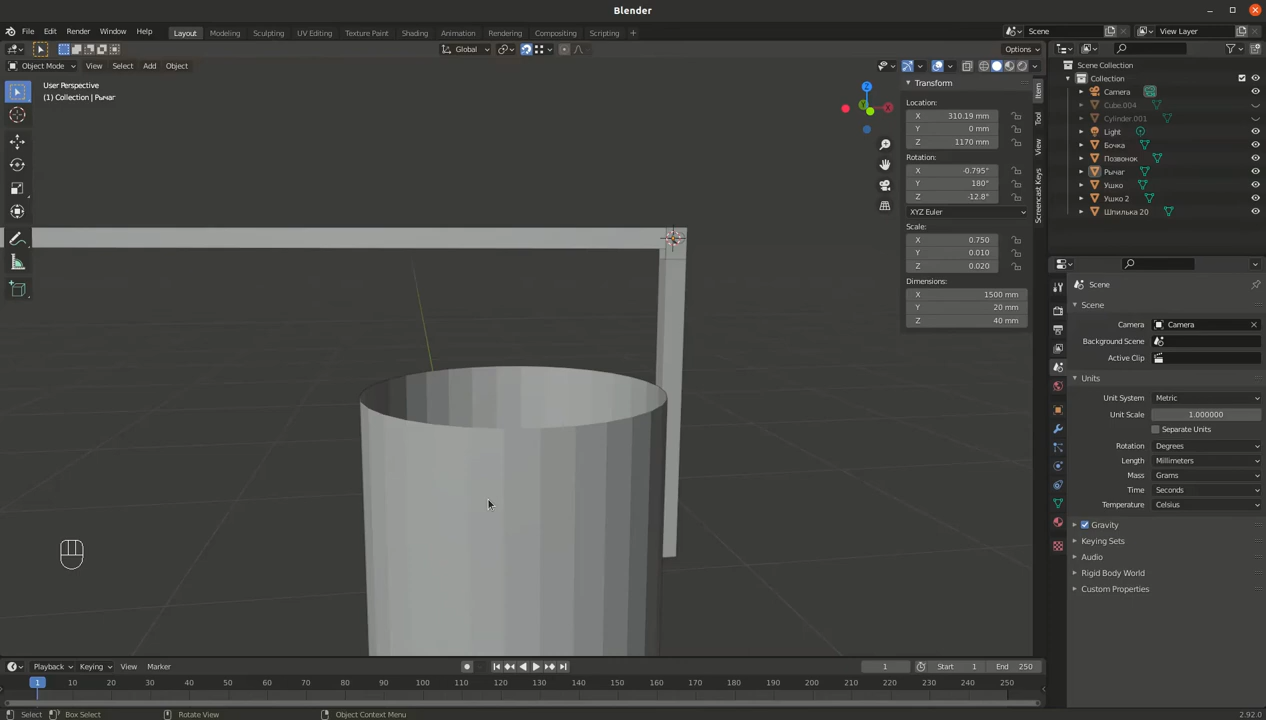 Blender
File Edit Render Window Help Layout Modeling Sculpting UV Editing Texture Paint Shading Animation Rendering Compositing Scripting + Scene View Layer
Global Options
Object Mode View Select Add Object
User Perspective
(1) Collection | Рычаг
Transform
Location:
X 310.19 mm
Y 0 mm
Z 1170 mm
Rotation:
X -0.795°
Y 180°
Z -12.8°
XYZ Euler
Scale:
X 0.750
Y 0.010
Z 0.020
Dimensions:
X 1500 mm
Y 20 mm
Z 40 mm
Item
Tool
View
Screencast Keys
Z
X
Y
Scene Collection
Collection
Camera
Cube.004
Cylinder.001
Light
Бочка
Позвонок
Рычаг
Ушко
Ушко 2
Шпилька 20
Scene
Scene
Camera Camera
Background Scene
Active Clip
Units
Unit System Metric
Unit Scale 1.000000
Separate Units
Rotation Degrees
Length Millimeters
Mass Grams
Time Seconds
Temperature Celsius
Gravity
Keying Sets
Audio
Rigid Body World
Custom Properties
Playback Keying View Marker 1 Start 1 End 250
1 10 20 30 40 50 60 70 80 90 100 110 120 130 140 150 160 170 180 190 200 210 220 230 240 250
Select Box Select Rotate View Object Context Menu 2.92.0